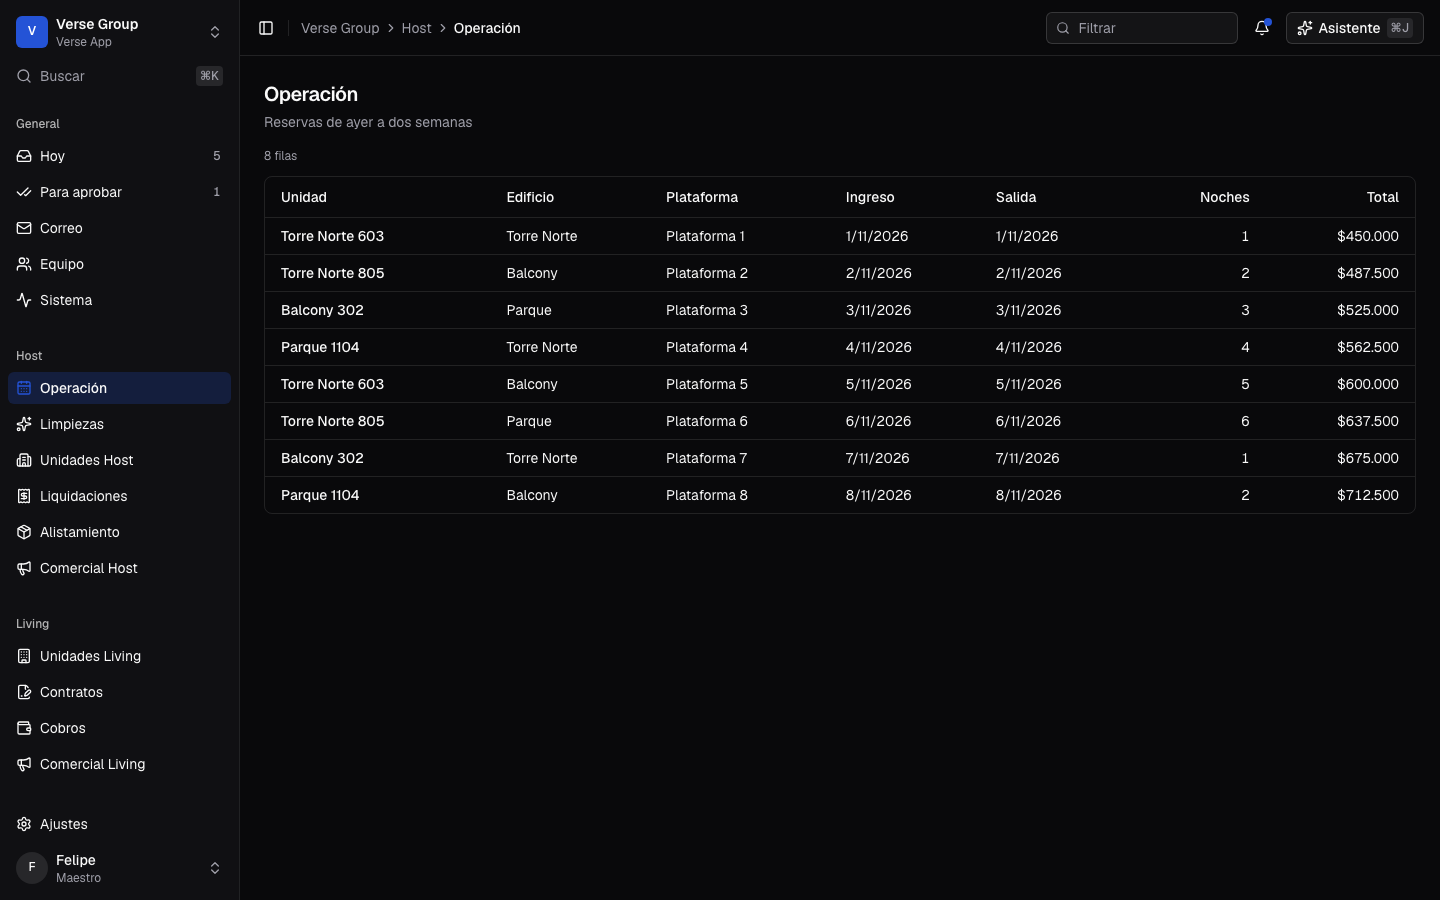 V
Verse Group
Verse App
Buscar ⌘K
General
Hoy 5
Para aprobar 1
Correo
Equipo
Sistema
Host
Operación
Limpiezas
Unidades Host
Liquidaciones
Alistamiento
Comercial Host
Living
Unidades Living
Contratos
Cobros
Comercial Living
Ajustes
F
Felipe
Maestro
Verse Group > Host > Operación
Filtrar
Asistente ⌘J
Operación
Reservas de ayer a dos semanas
8 filas
Unidad Edificio Plataforma Ingreso Salida Noches Total
Torre Norte 603 Torre Norte Plataforma 1 1/11/2026 1/11/2026 1 $450.000
Torre Norte 805 Balcony Plataforma 2 2/11/2026 2/11/2026 2 $487.500
Balcony 302 Parque Plataforma 3 3/11/2026 3/11/2026 3 $525.000
Parque 1104 Torre Norte Plataforma 4 4/11/2026 4/11/2026 4 $562.500
Torre Norte 603 Balcony Plataforma 5 5/11/2026 5/11/2026 5 $600.000
Torre Norte 805 Parque Plataforma 6 6/11/2026 6/11/2026 6 $637.500
Balcony 302 Torre Norte Plataforma 7 7/11/2026 7/11/2026 1 $675.000
Parque 1104 Balcony Plataforma 8 8/11/2026 8/11/2026 2 $712.500